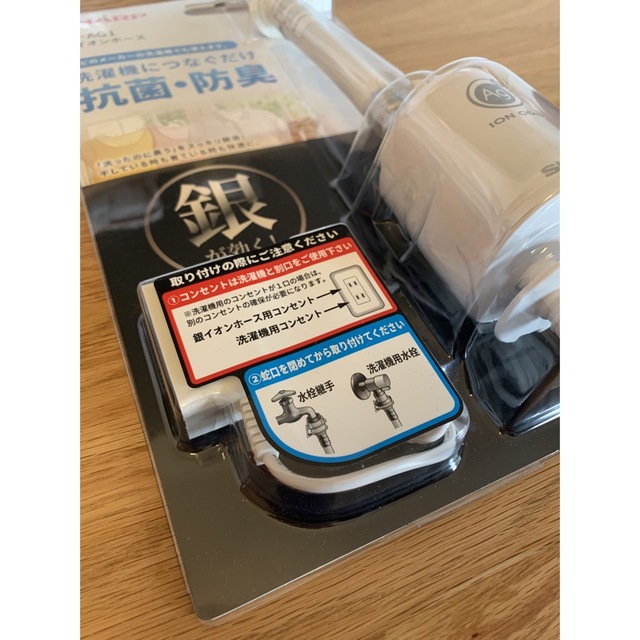 HARP
AG1
イオンホース
洗濯機につなぐだけ
抗菌・防臭
銀
が効く!
取り付けの際にご注意ください
①コンセントは洗濯機と別口をご使用下さい
※洗濯機用のコンセントが1口の場合は、
別のコンセントの確保が必要になります。
銀イオンホース用コンセント
洗濯機用コンセント
②蛇口を閉めてから取り付けてください
水栓継手
洗濯機用水栓
Ag
ION CO
SH